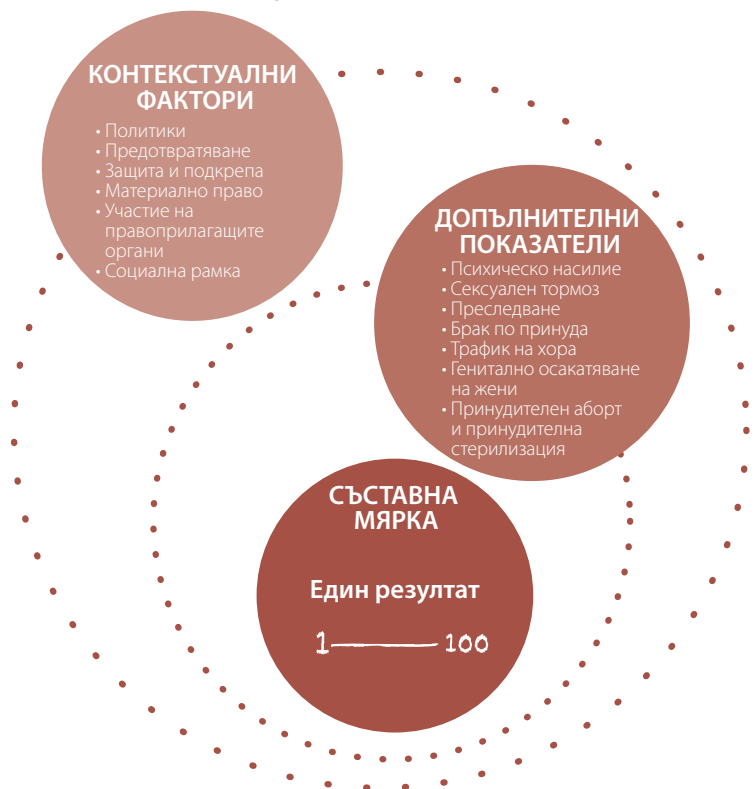 КОНТЕКСТУАЛНИ
ФАКТОРИ
• Политики
• Предотвратяване
• Защита и подкрепа
• Материално право
• Участие на
правоприлагащите
органи
• Социална рамка
ДОПЪЛНИТЕЛНИ
ПОКАЗАТЕЛИ
• Психическо насилие
• Сексуален тормоз
• Преследване
• Брак по принуда
• Трафик на хора
• Генитално осакатяване
на жени
• Принудителен аборт
и принудителна
стерилизация
СЪСТАВНА
МЯРКА
Един резултат
1 100